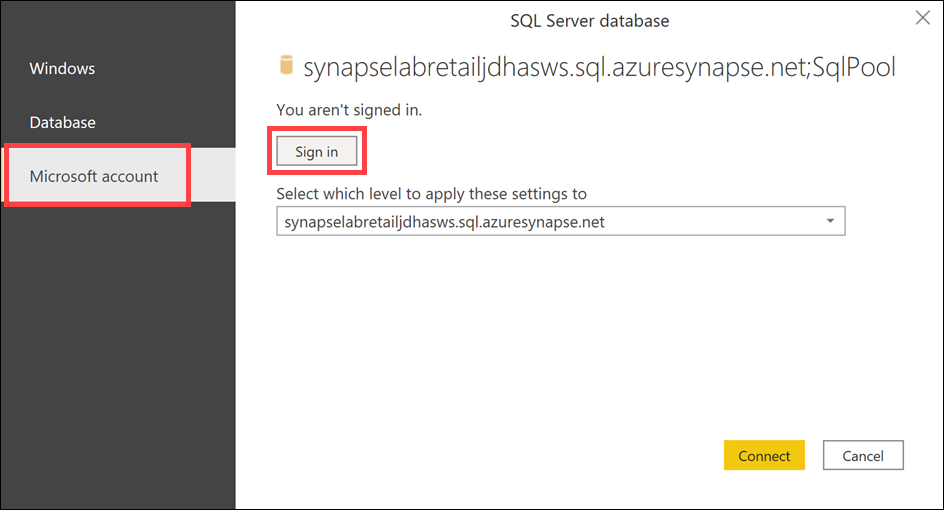 SQL Server database
Windows
Database
Microsoft account
synapselabretailjdhasws.sql.azuresynapse.net;SqlPool
You aren't signed in.
Sign in
Select which level to apply these settings to
synapselabretailjdhasws.sql.azuresynapse.net
Connect
Cancel